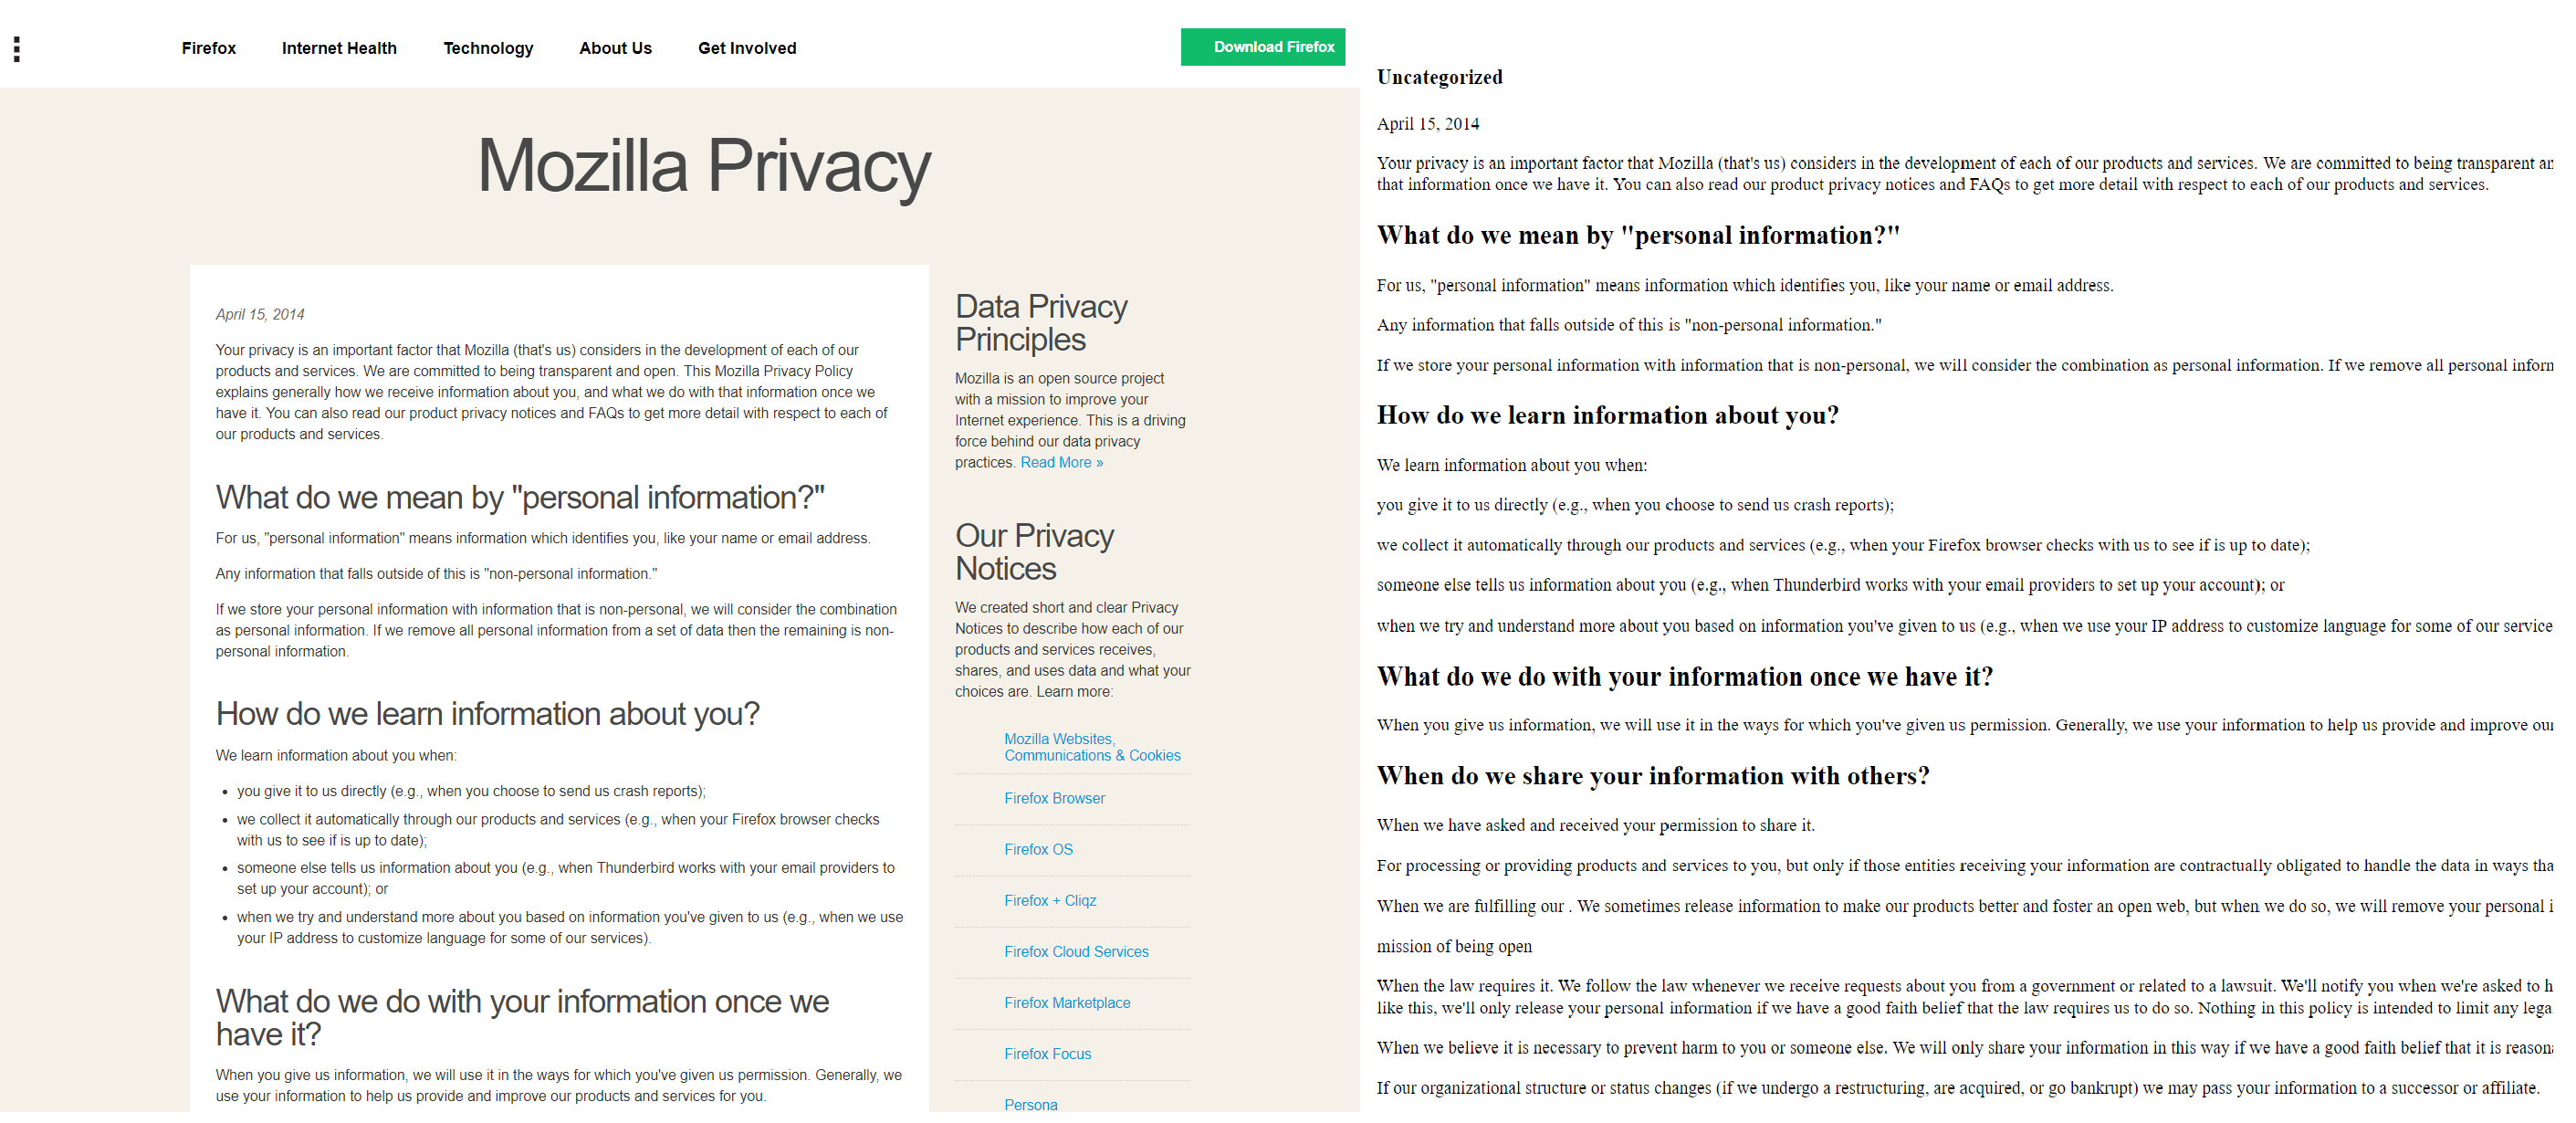 Firefox
Internet Health
Technology
About Us
Get Involved
Download Firefox
Mozilla Privacy
April 15, 2014
Your privacy is an important factor that Mozilla (that's us) considers in the development of each of our
products and services. We are committed to being transparent and open. This Mozilla Privacy Policy
explains generally how we receive information about you, and what we do with that information once we
have it. You can also read our product privacy notices and FAQs to get more detail with respect to each of
our products and services.
What do we mean by "personal information?"
For us, "personal information" means information which identifies you, like your name or email address.
Any information that falls outside of this is "non-personal information."
If we store your personal information with information that is non-personal, we will consider the combination
as personal information. If we remove all personal information from a set of data then the remaining is non-
personal information.
How do we learn information about you?
We learn information about you when:
• you give it to us directly (e.g., when you choose to send us crash reports);
• we collect it automatically through our products and services (e.g., when your Firefox browser checks
with us to see if is up to date);
• someone else tells us information about you (e.g., when Thunderbird works with your email providers to
set up your account); or
• when we try and understand more about you based on information you've given to us (e.g., when we use
your IP address to customize language for some of our services).
What do we do with your information once we
have it?
When you give us information, we will use it in the ways for which you've given us permission. Generally, we
use your information to help us provide and improve our products and services for you.
Data Privacy
Principles
Mozilla is an open source project
with a mission to improve your
Internet experience. This is a driving
force behind our data privacy
practices. Read More »
Our Privacy
Notices
We created short and clear Privacy
Notices to describe how each of our
products and services receives,
shares, and uses data and what your
choices are. Learn more:
Mozilla Websites,
Communications & Cookies
Firefox Browser
Firefox OS
Firefox + Cliqz
Firefox Cloud Services
Firefox Marketplace
Firefox Focus
Persona
Uncategorized
April 15, 2014
Your privacy is an important factor that Mozilla (that's us) considers in the development of each of our products and services. We are committed to being transparent
that information once we have it. You can also read our product privacy notices and FAQs to get more detail with respect to each of our products and services.
What do we mean by "personal information?"
For us, "personal information" means information which identifies you, like your name or email address.
Any information that falls outside of this is "non-personal information."
If we store your personal information with information that is non-personal, we will consider the combination as personal information. If we remove all personal
How do we learn information about you?
We learn information about you when:
you give it to us directly (e.g., when you choose to send us crash reports);
we collect it automatically through our products and services (e.g., when your Firefox browser checks with us to see if is up to date);
someone else tells us information about you (e.g., when Thunderbird works with your email providers to set up your account); or
when we try and understand more about you based on information you've given to us (e.g., when we use your IP address to customize language for some of our
What do we do with your information once we have it?
When you give us information, we will use it in the ways for which you've given us permission. Generally, we use your information to help us provide and improve
When do we share your information with others?
When we have asked and received your permission to share it.
For processing or providing products and services to you, but only if those entities receiving your information are contractually obligated to handle the data in ways
When we are fulfilling our . We sometimes release information to make our products better and foster an open web, but when we do so, we will remove your personal
mission of being open
When the law requires it. We follow the law whenever we receive requests about you from a government or related to a lawsuit. We'll notify you when we're asked to
like this, we'll only release your personal information if we have a good faith belief that the law requires us to do so. Nothing in this policy is intended to limit any
When we believe it is necessary to prevent harm to you or someone else. We will only share your information in this way if we have a good faith belief that it is
If our organizational structure or status changes (if we undergo a restructuring, are acquired, or go bankrupt) we may pass your information to a successor or affiliate.